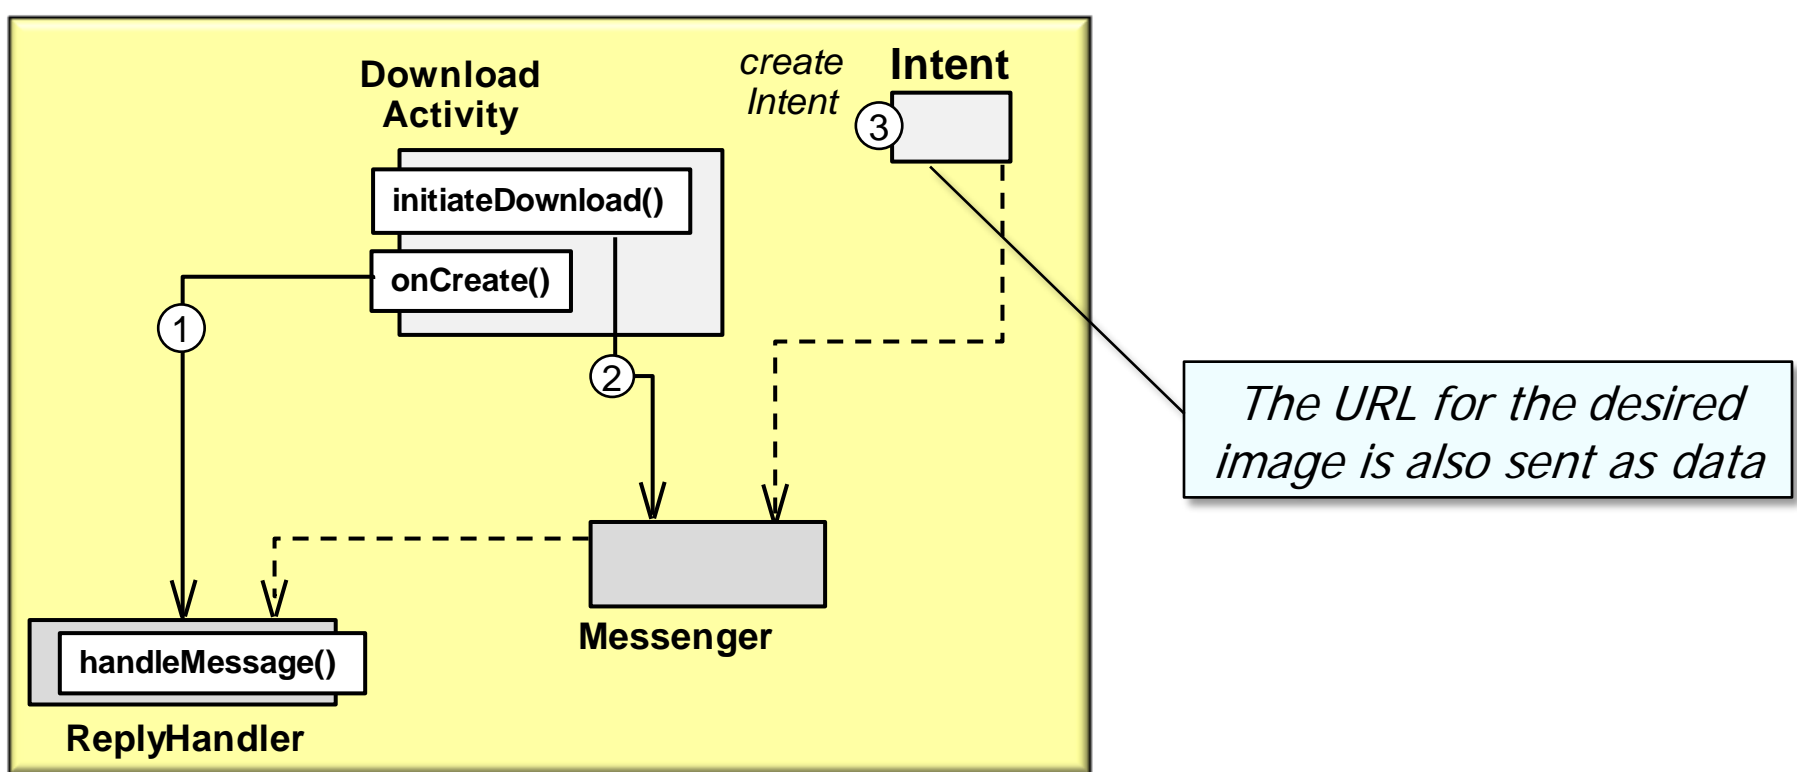 Download
Activity
create
Intent
Intent
3
initiateDownload()
onCreate()
1
2
The URL for the desired
image is also sent as data
Messenger
handleMessage()
ReplyHandler